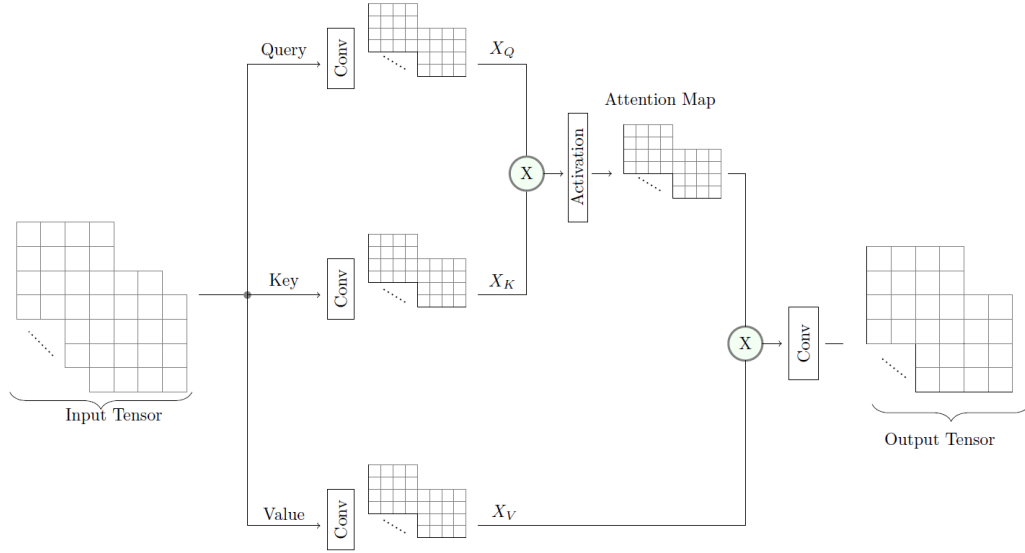 Query
Conv
X_Q
Attention Map
X
Activation
Key
Conv
X_K
Input Tensor
X
Conv
Output Tensor
Value
Conv
X_V